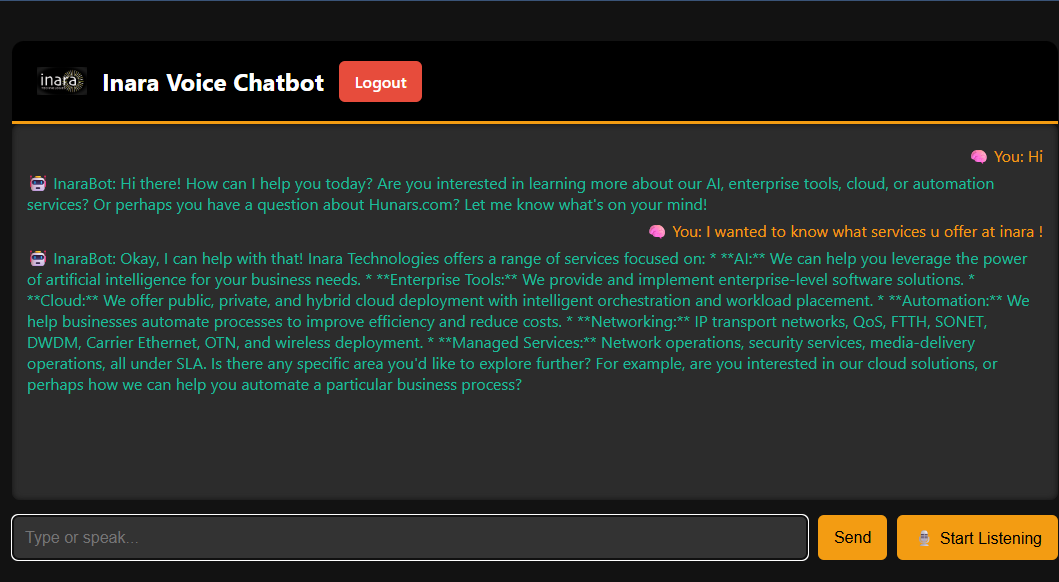 inara
Inara Voice Chatbot
Logout
You: Hi
InaraBot: Hi there! How can I help you today? Are you interested in learning more about our AI, enterprise tools, cloud, or automation
services? Or perhaps you have a question about Hunars.com? Let me know what's on your mind!
You: I wanted to know what services u offer at inara !
InaraBot: Okay, I can help with that! Inara Technologies offers a range of services focused on: * **AI:** We can help you leverage the power
of artificial intelligence for your business needs. * **Enterprise Tools:** We provide and implement enterprise-level software solutions. *
**Cloud:** We offer public, private, and hybrid cloud deployment with intelligent orchestration and workload placement. * **Automation:** We
help businesses automate processes to improve efficiency and reduce costs. * **Networking:** IP transport networks, QoS, FTTH, SONET,
DWDM, Carrier Ethernet, OTN, and wireless deployment. * **Managed Services:** Network operations, security services, media-delivery
operations, all under SLA. Is there any specific area you'd like to explore further? For example, are you interested in our cloud solutions, or
perhaps how we can help you automate a particular business process?
Type or speak...
Send
Start Listening